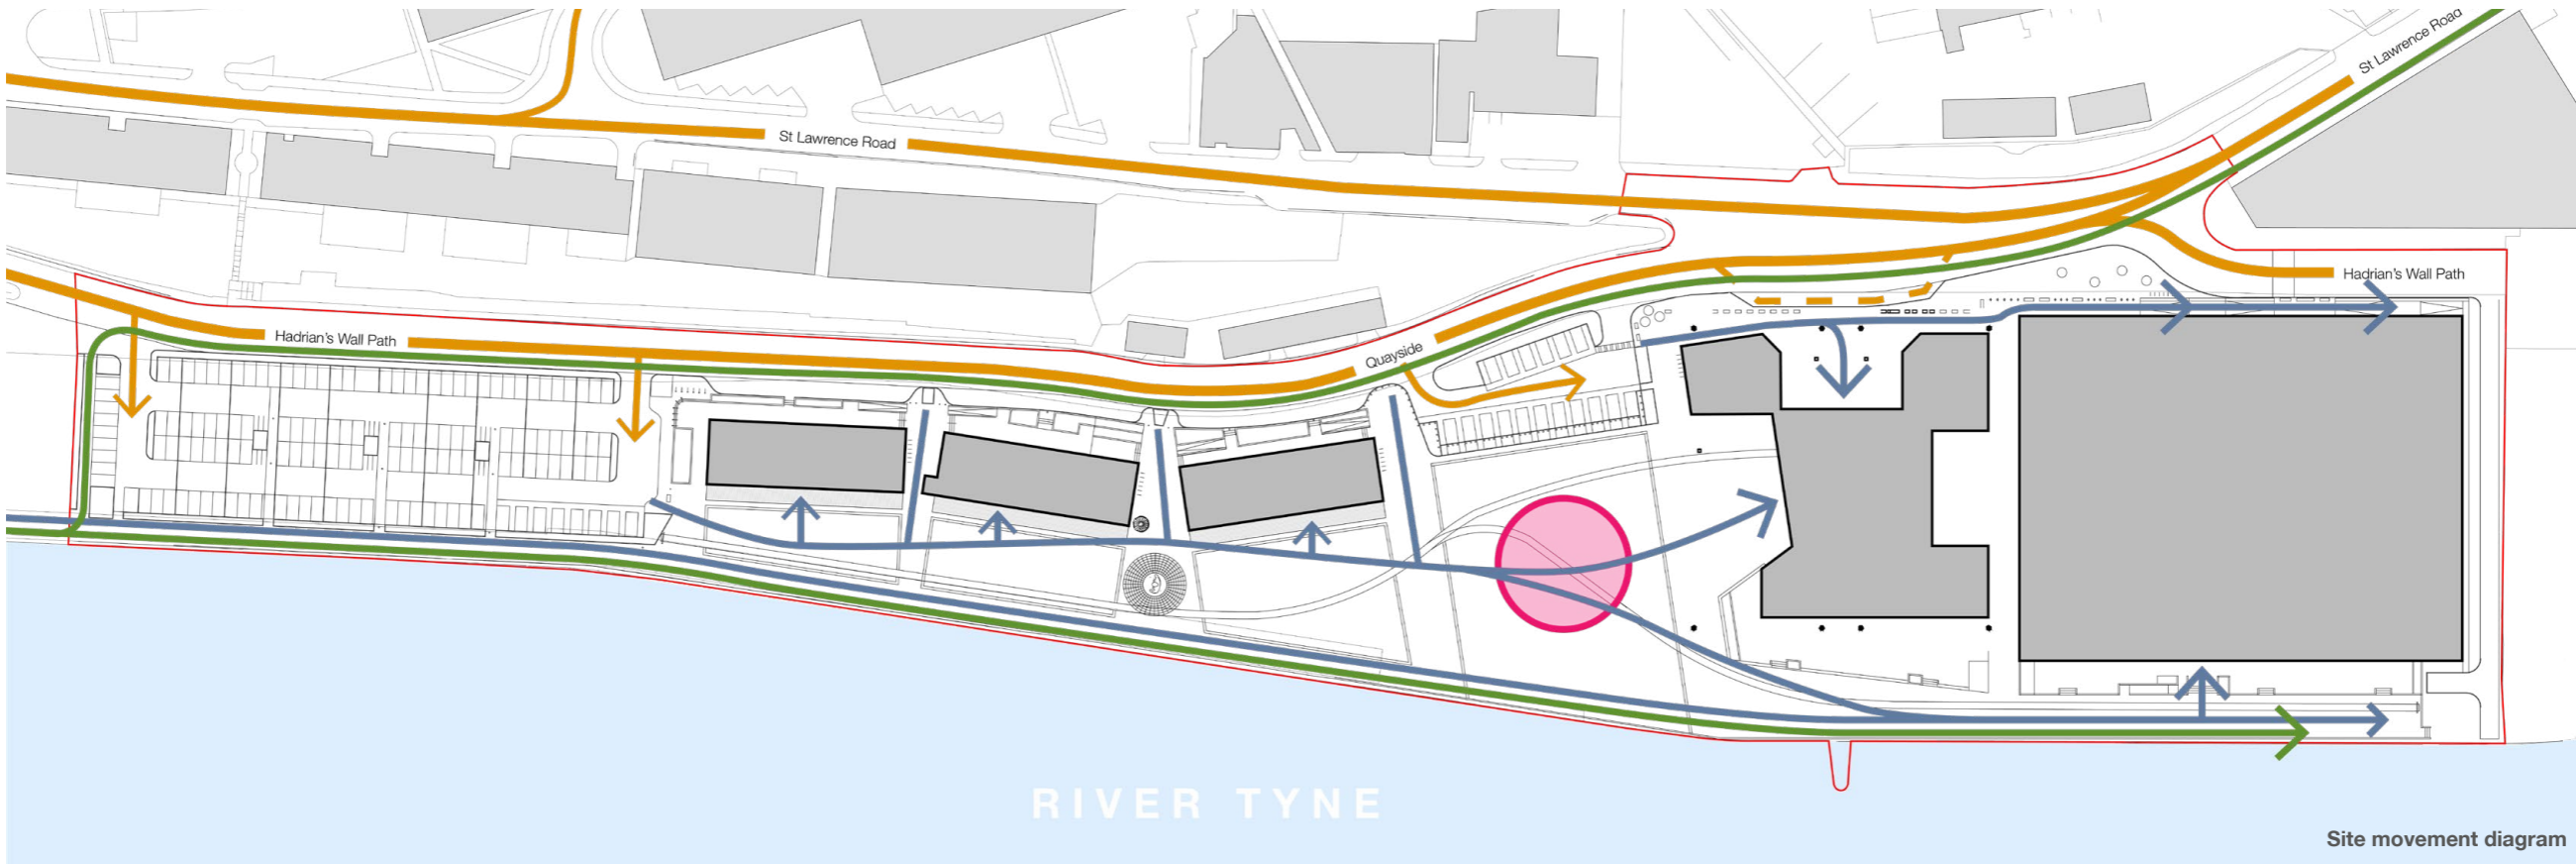 St Lawrence Road
St Lawrence Road
Hadrian's Wall Path
Hadrian's Wall Path
Quayside
RIVER TYNE
Site movement diagram